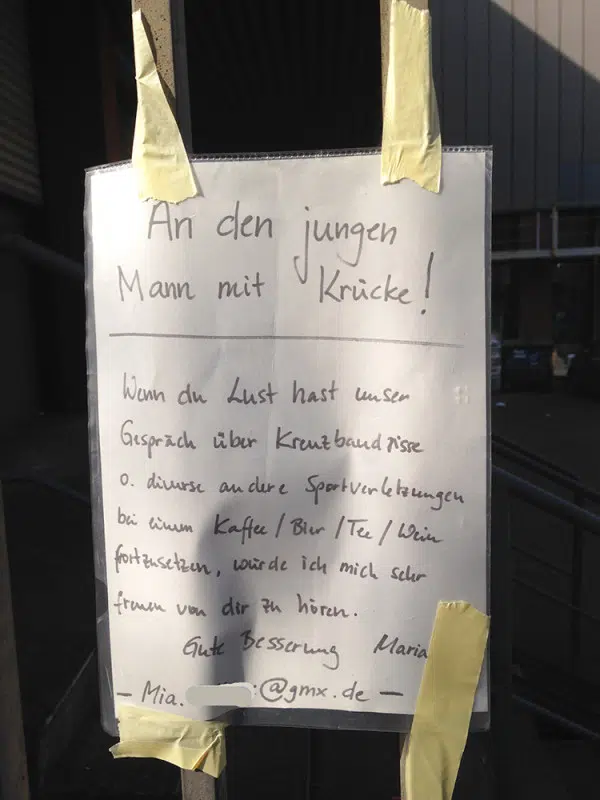 An den jungen
Mann mit Krücke!
Wenn du Lust hast unser
Gespräch über Kreuzbandrisse
o. diverse andere Sportverletzungen
bei einem Kaffee / Bier / Tee / Wein
fortzusetzen, würde ich mich sehr
freuen von dir zu hören.
Gute Besserung Maria
- Mia. :@gmx.de -